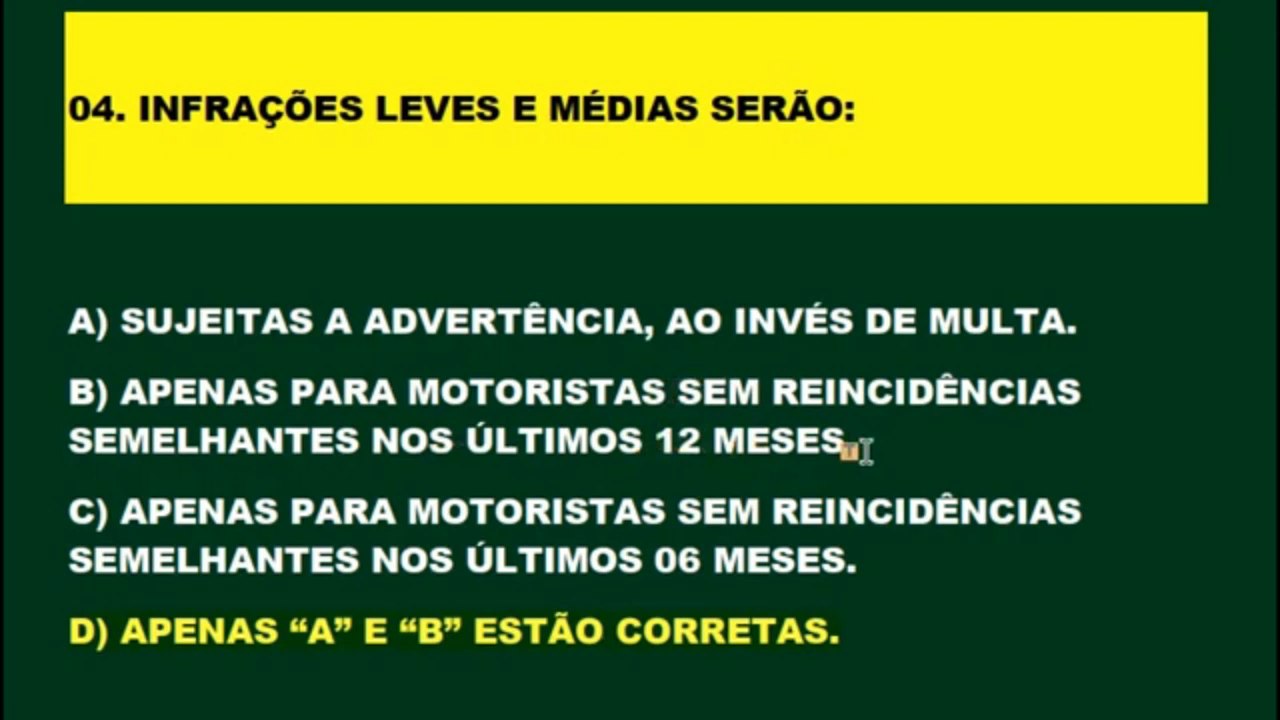 04. INFRAÇÕES LEVES E MÉDIAS SERÃO:
A) SUJEITAS A ADVERTÊNCIA, AO INVÉS DE MULTA.
B) APENAS PARA MOTORISTAS SEM REINCIDÊNCIAS
SEMELHANTES NOS ÚLTIMOS 12 MESES.
C) APENAS PARA MOTORISTAS SEM REINCIDÊNCIAS
SEMELHANTES NOS ÚLTIMOS 06 MESES.
D) APENAS “A” E “B” ESTÃO CORRETAS.